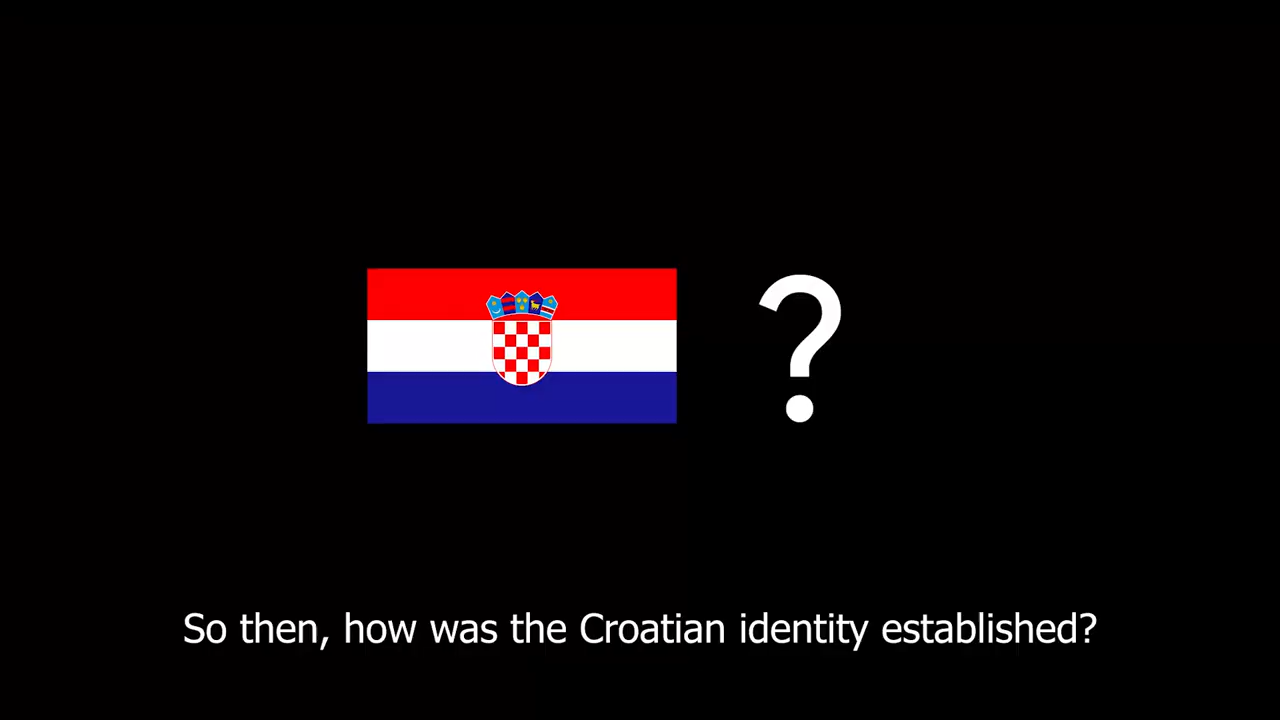 ?
So then, how was the Croatian identity established?